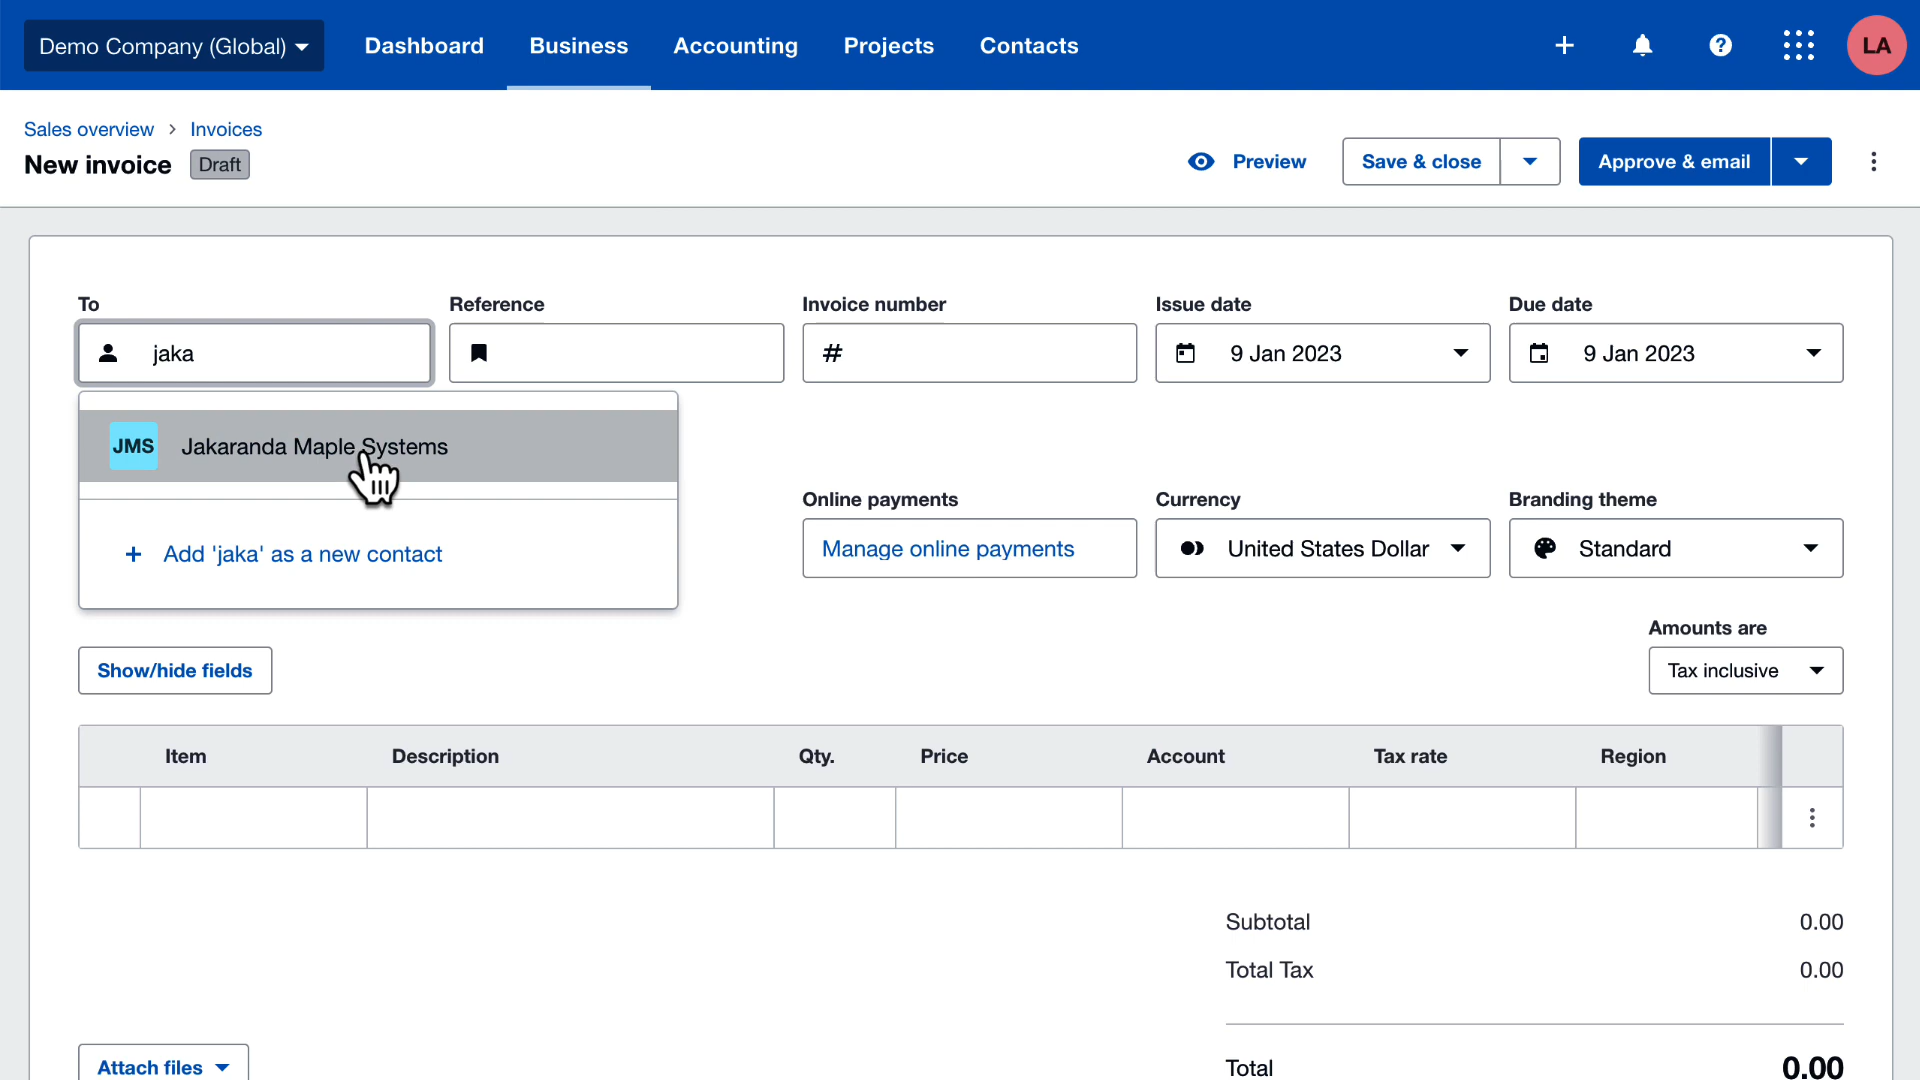 Demo Company (Global)
Dashboard
Business
Accounting
Projects
Contacts
LA
Sales overview
Invoices
New invoice
Draft
Preview
Save & close
Approve & email
To
Reference
Invoice number
Issue date
Due date
jaka
#
9 Jan 2023
9 Jan 2023
JMS
Jakaranda Maple Systems
+ Add 'jaka' as a new contact
Online payments
Currency
Branding theme
Manage online payments
United States Dollar
Standard
Amounts are
Show/hide fields
Tax inclusive
Item
Description
Qty.
Price
Account
Tax rate
Region
Subtotal
0.00
Total Tax
0.00
Attach files
Total
0.00